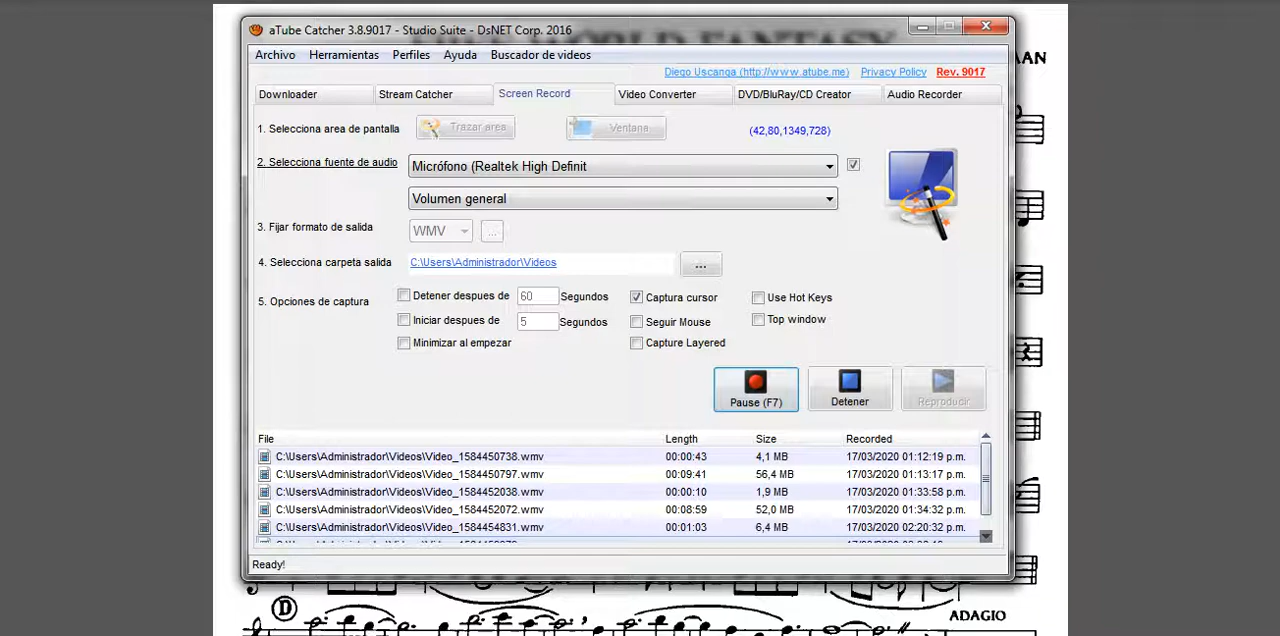 aTube Catcher 3.8.9017 - Studio Suite - DsNET Corp. 2016
Archivo Herramientas Perfiles Ayuda Buscador de videos
Diego Uscanga (http://www.atube.me) Privacy Policy Rev. 9017
Downloader Stream Catcher Screen Record Video Converter DVD/BluRay/CD Creator Audio Recorder
1. Selecciona area de pantalla Trazar area Ventana (42,80,1349,728)
2. Selecciona fuente de audio Micrófono (Realtek High Definit
Volumen general
3. Fijar formato de salida WMV ...
4. Selecciona carpeta salida C:\Users\Administrador\Videos ...
5. Opciones de captura Detener despues de 60 Segundos Captura cursor Use Hot Keys
Iniciar despues de 5 Segundos Seguir Mouse Top window
Minimizar al empezar Capture Layered
Pause (F7) Detener Reproducir
File Length Size Recorded
C:\Users\Administrador\Videos\Video_1584450738.wmv 00:00:43 4,1 MB 17/03/2020 01:12:19 p.m.
C:\Users\Administrador\Videos\Video_1584450797.wmv 00:09:41 56,4 MB 17/03/2020 01:13:17 p.m.
C:\Users\Administrador\Videos\Video_1584452038.wmv 00:00:10 1,9 MB 17/03/2020 01:33:58 p.m.
C:\Users\Administrador\Videos\Video_1584452072.wmv 00:08:59 52,0 MB 17/03/2020 01:34:32 p.m.
C:\Users\Administrador\Videos\Video_1584454831.wmv 00:01:03 6,4 MB 17/03/2020 02:20:32 p.m.
Ready!
D
ADAGIO